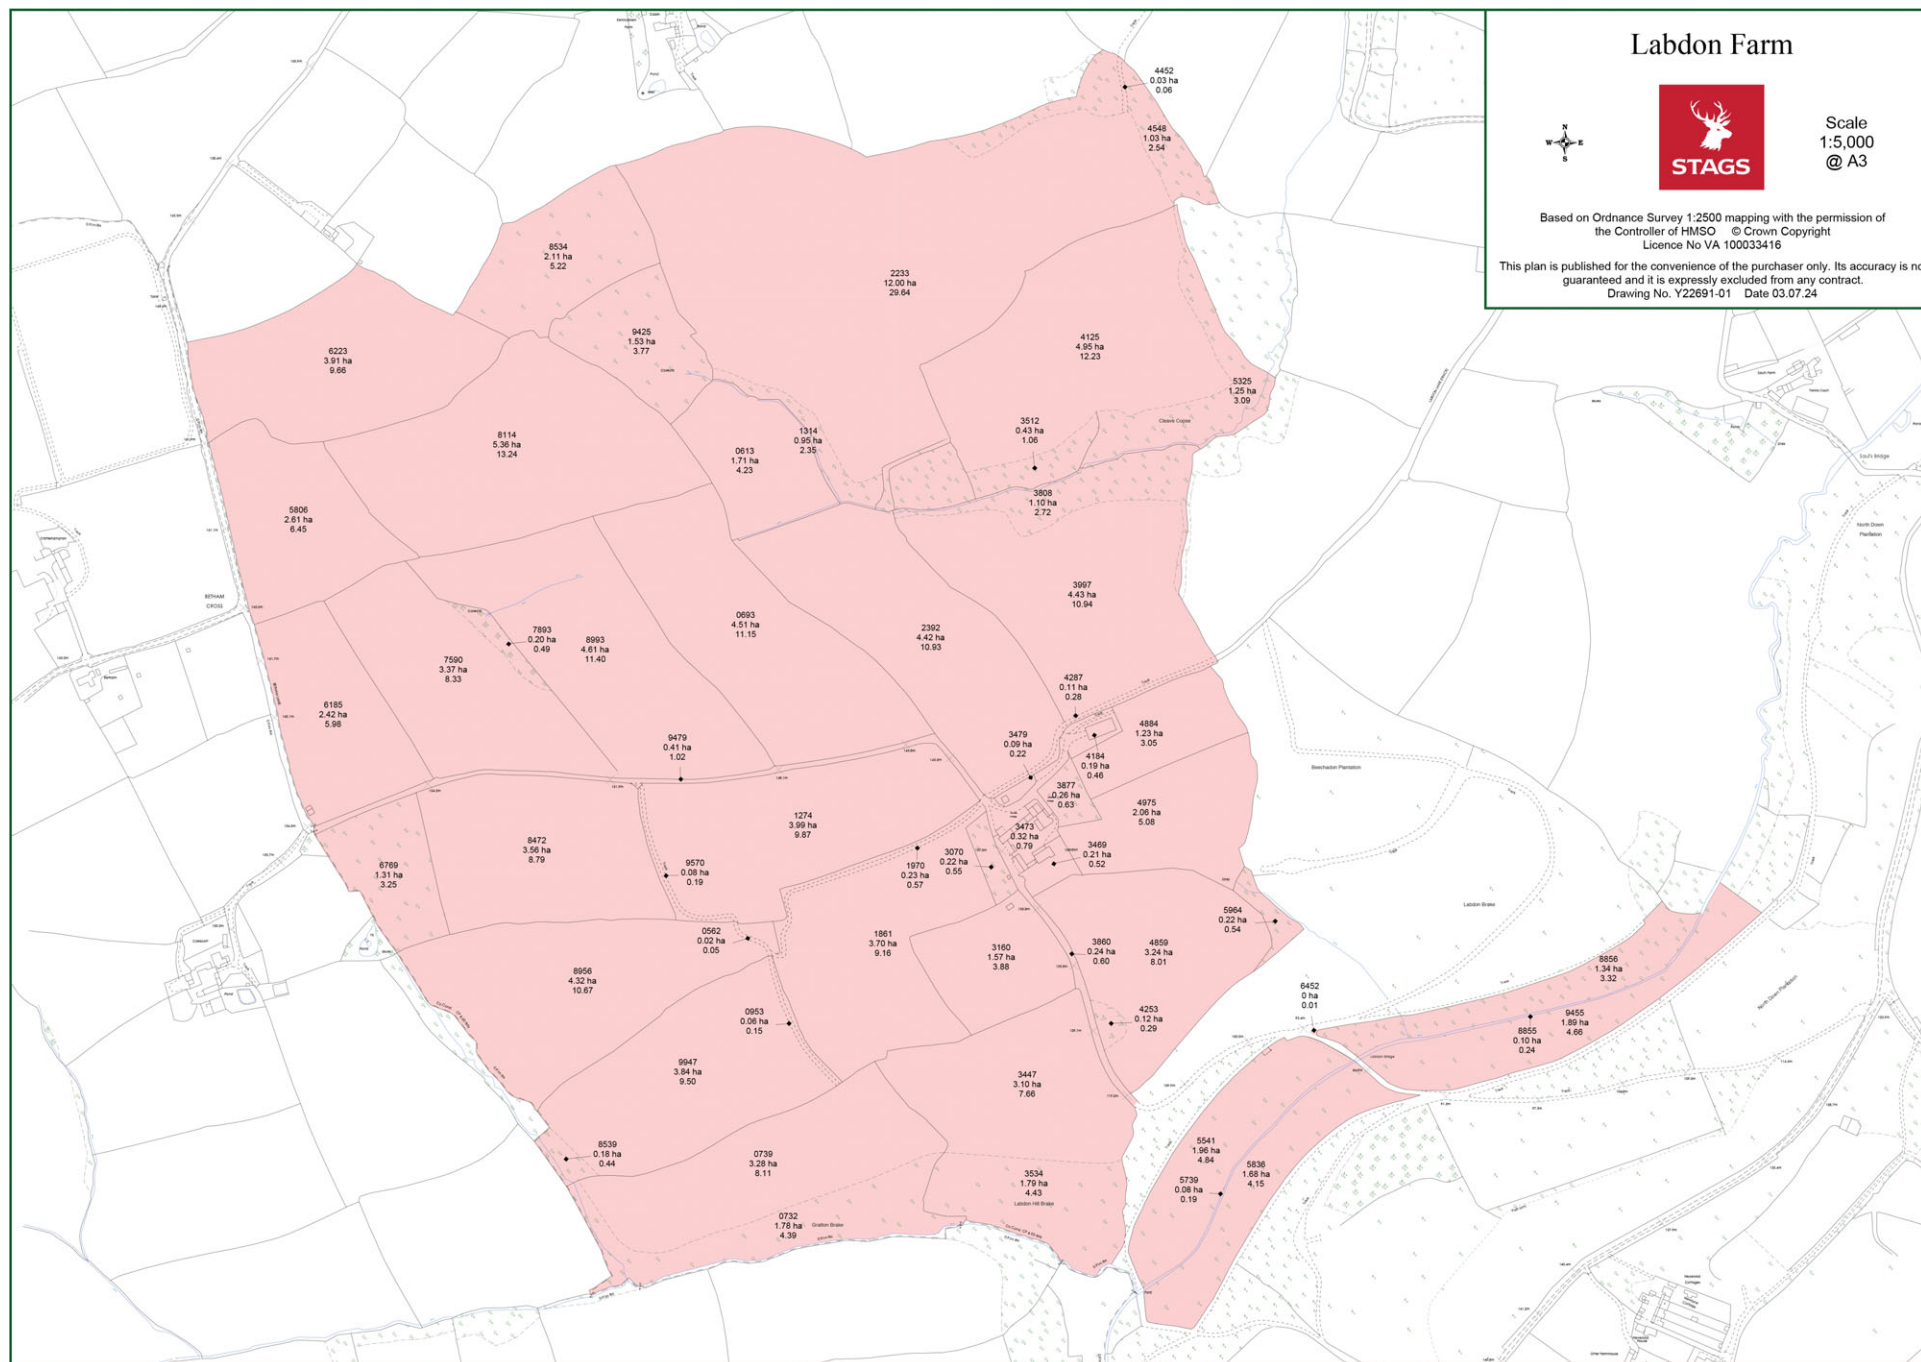 Labdon Farm
N
W E
S
STAGS
Scale
1:5,000
@ A3
Based on Ordnance Survey 1:2500 mapping with the permission of
the Controller of HMSO © Crown Copyright
Licence No VA 100033416
This plan is published for the convenience of the purchaser only. Its accuracy is no
guaranteed and it is expressly excluded from any contract.
Drawing No. Y22691-01 Date 03.07.24
4452
0.03 ha
0.06
4548
1.03 ha
2.54
8534
2.11 ha
5.22
2233
12.00 ha
29.64
9425
1.53 ha
3.77
4125
4.95 ha
12.23
6223
3.91 ha
9.66
5325
1.25 ha
3.09
8114
5.36 ha
13.24
1314
0.95 ha
2.35
0613
1.71 ha
4.23
3512
0.43 ha
1.06
Cleave Copse
3808
1.10 ha
2.72
5806
2.61 ha
6.45
North Down
Plantation
BETHAM
CROSS
3997
4.43 ha
10.94
0693
4.51 ha
11.15
2392
4.42 ha
10.93
7893
0.20 ha
0.49
8993
4.61 ha
11.40
7590
3.37 ha
8.33
6185
2.42 ha
5.98
4287
0.11 ha
0.28
9479
0.41 ha
1.02
3479
0.09 ha
0.22
4884
1.23 ha
3.05
4184
0.19 ha
0.46
Beechadon Plantation
3877
0.26 ha
0.63
4975
2.06 ha
5.08
1274
3.99 ha
9.87
3473
0.32 ha
0.79
8472
3.56 ha
8.79
3469
0.21 ha
0.52
3070
0.22 ha
0.55
1970
0.23 ha
0.57
6769
1.31 ha
3.25
9570
0.08 ha
0.19
Labdon Brake
5964
0.22 ha
0.54
0562
0.02 ha
0.05
1861
3.70 ha
9.16
3160
1.57 ha
3.88
3860
0.24 ha
0.60
4859
3.24 ha
8.01
8956
4.32 ha
10.67
8856
1.34 ha
3.32
6452
0 ha
0.01
North Down Plantation
0953
0.06 ha
0.15
4253
0.12 ha
0.29
9455
1.89 ha
4.66
8855
0.10 ha
0.24
9947
3.84 ha
9.50
3447
3.10 ha
7.66
8539
0.18 ha
0.44
0739
3.28 ha
8.11
5541
1.96 ha
4.84
5836
1.68 ha
4,15
5739
0.08 ha
0.19
3534
1.79 ha
4.43
Labdon Hill Brake
0732
1.78 ha
4.39
Gratton Brake